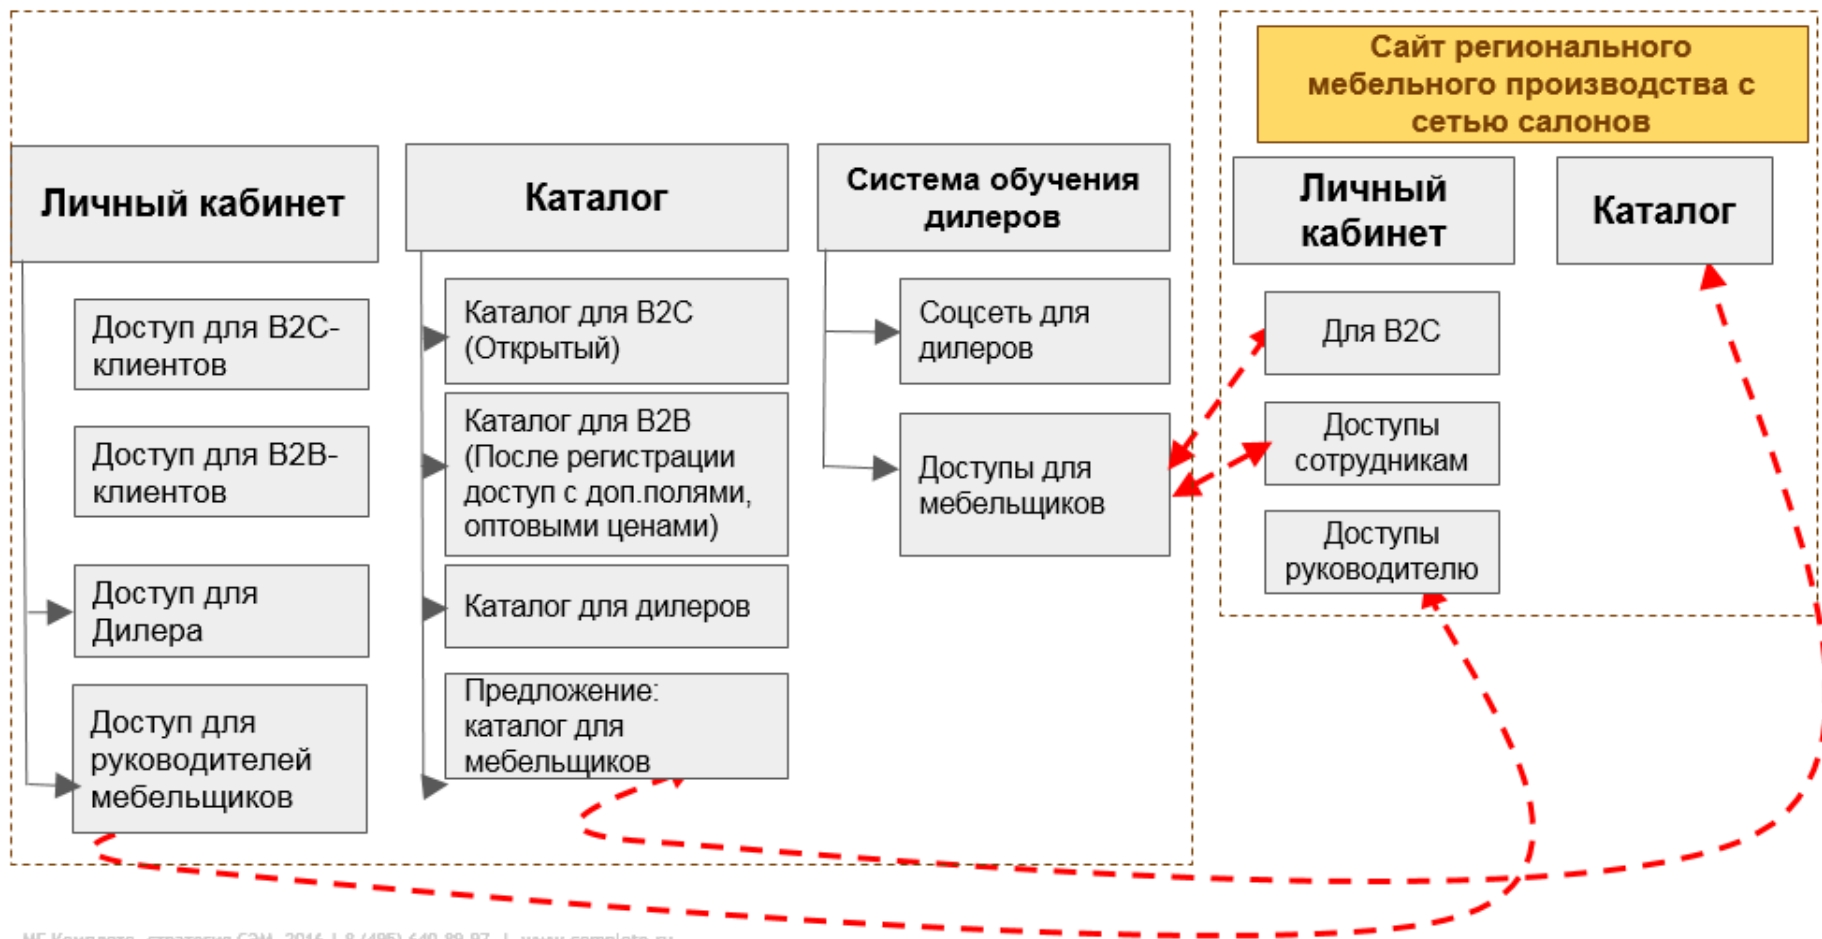 Сайт регионального
мебельного производства с
сетью салонов
Личный кабинет
Доступ для B2C-
клиентов
Доступ для B2B-
клиентов
Доступ для
Дилера
Доступ для
руководителей
мебельщиков
Каталог
Каталог для B2C
(Открытый)
Каталог для B2B
(После регистрации
доступ с доп.полями,
оптовыми ценами)
Каталог для дилеров
Предложение:
каталог для
мебельщиков
Система обучения
дилеров
Соцсеть для
дилеров
Доступы для
мебельщиков
Личный
кабинет
Для B2C
Доступы
сотрудникам
Доступы
руководителю
Каталог